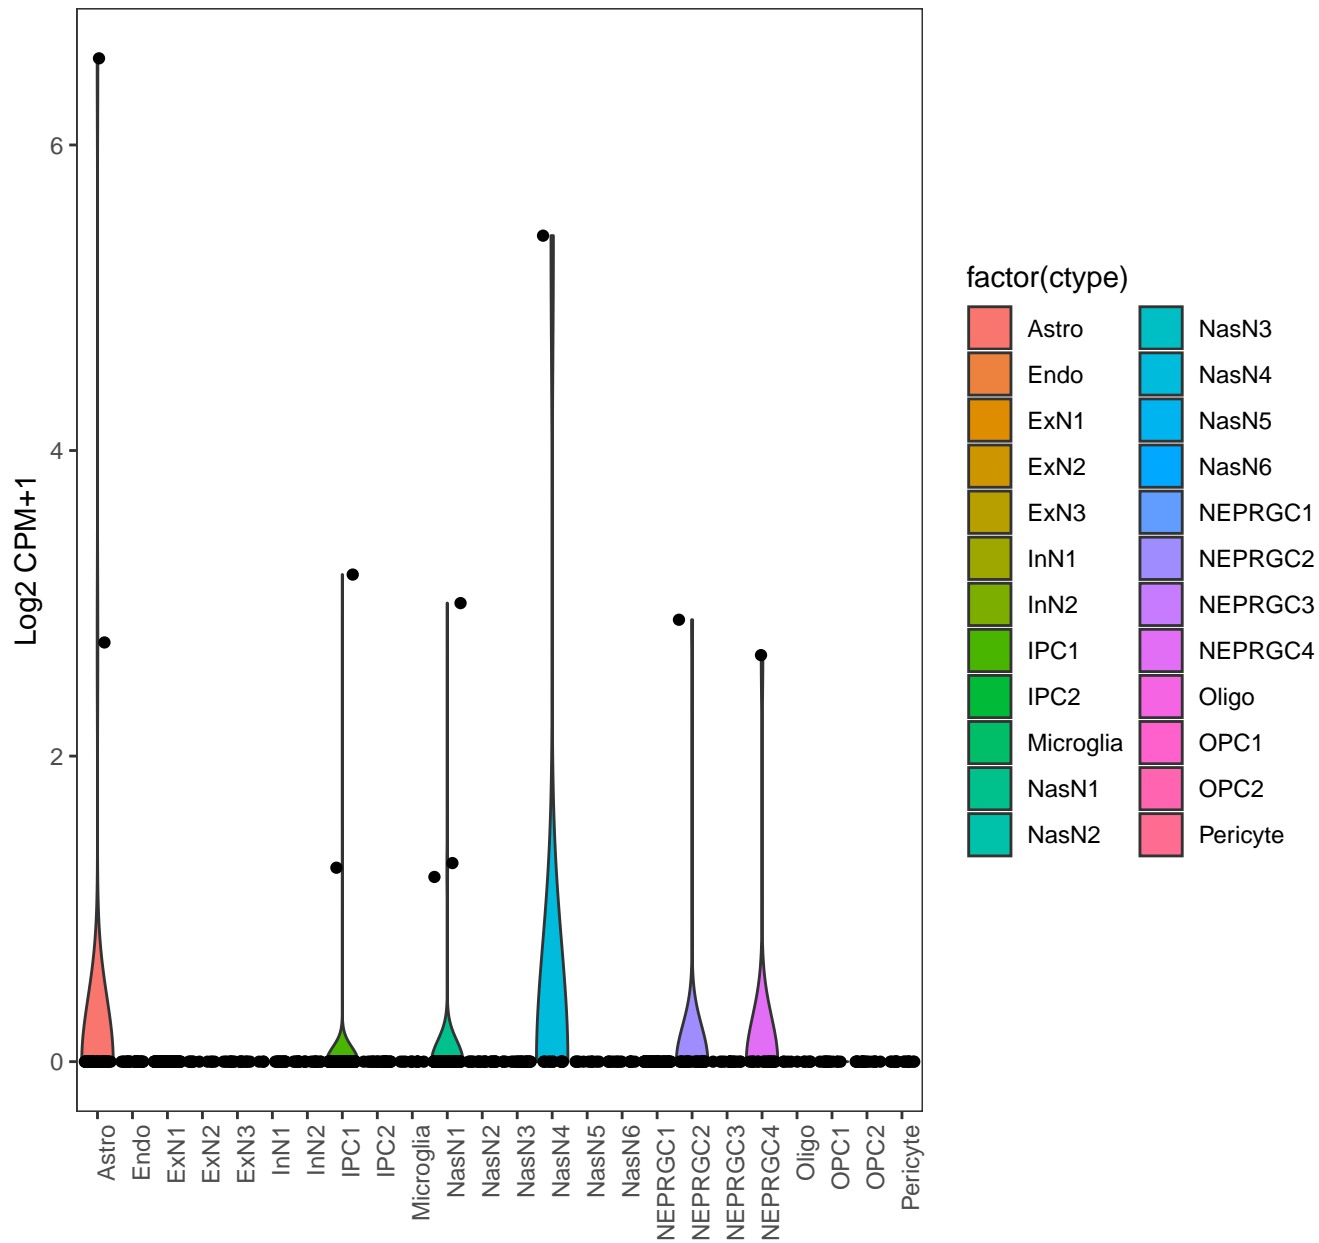 Log2 CPM+1
6
4
2
0
Astro
Endo
ExN1
ExN2
ExN3
InN1
InN2
IPC1
IPC2
Microglia
NasN1
NasN2
NasN3
NasN4
NasN5
NasN6
NEPRGC1
NEPRGC2
NEPRGC3
NEPRGC4
Oligo
OPC1
OPC2
Pericyte
factor(ctype)
Astro
Endo
ExN1
ExN2
ExN3
InN1
InN2
IPC1
IPC2
Microglia
NasN1
NasN2
NasN3
NasN4
NasN5
NasN6
NEPRGC1
NEPRGC2
NEPRGC3
NEPRGC4
Oligo
OPC1
OPC2
Pericyte